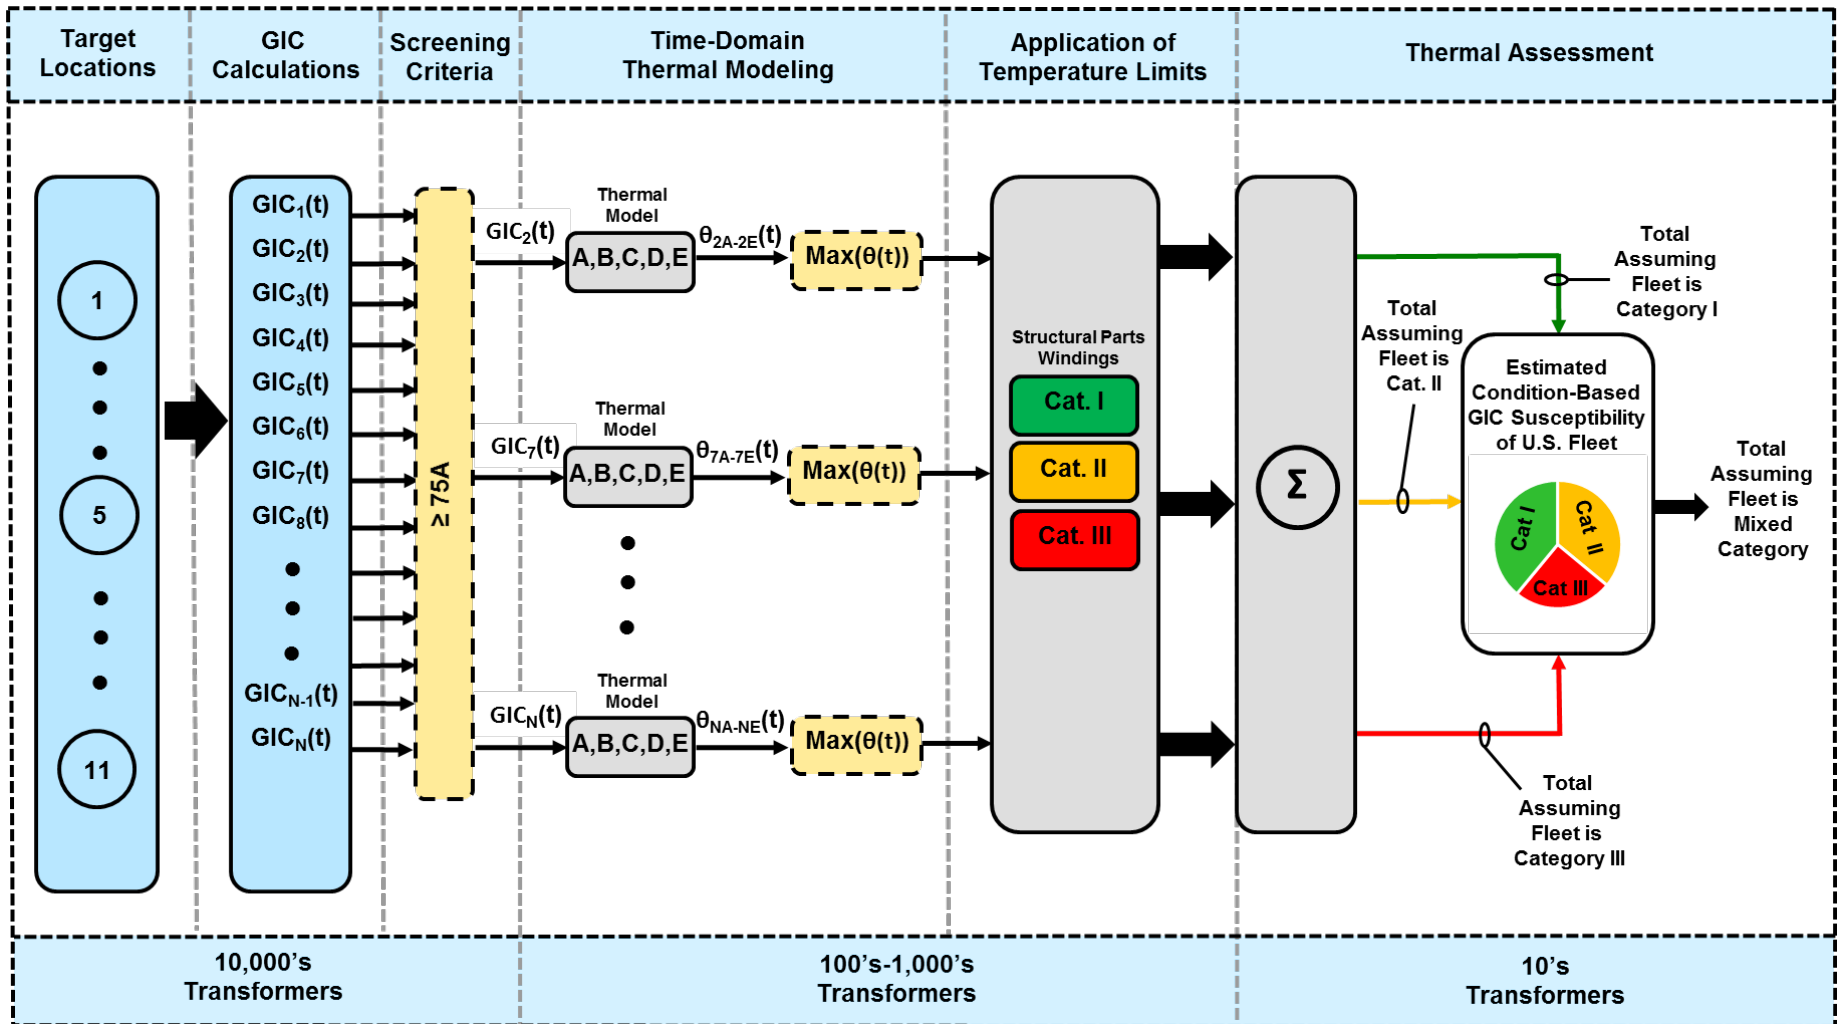 Target
Locations
GIC
Calculations
Screening
Criteria
Time-Domain
Thermal Modeling
Application of
Temperature Limits
Thermal Assessment
1
5
11
GIC1(t)
GIC2(t)
GIC3(t)
GIC4(t)
GIC5(t)
GIC6(t)
GIC7(t)
GIC8(t)
GICN-1(t)
GICN(t)
≥ 75A
GIC2(t)
Thermal
Model
A,B,C,D,E
θ2A-2E(t)
Max(θ(t))
GIC7(t)
Thermal
Model
A,B,C,D,E
θ7A-7E(t)
Max(θ(t))
GICN(t)
Thermal
Model
A,B,C,D,E
θNA-NE(t)
Max(θ(t))
Structural Parts
Windings
Cat. I
Cat. II
Cat. III
Σ
Total
Assuming
Fleet is
Category I
Total
Assuming
Fleet is
Cat. II
Estimated
Condition-Based
GIC Susceptibility
of U.S. Fleet
Cat I
Cat II
Cat III
Total
Assuming
Fleet is
Mixed
Category
Total
Assuming
Fleet is
Category III
10,000's
Transformers
100's-1,000's
Transformers
10's
Transformers